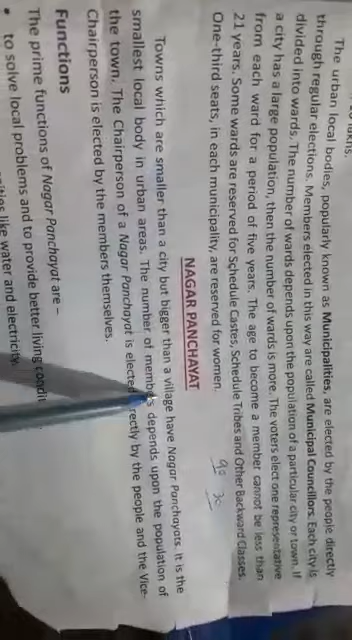 lakhs.
The urban local bodies, popularly known as Municipalities, are elected by the people directly
through regular elections. Members elected in this way are called Municipal Councillors. Each city is
divided into wards. The number of wards depends upon the population of a particular city or town. If
a city has a large population, then the number of wards is more. The voters elect one representative
from each ward for a period of five years. The age to become a member cannot be less than
21 years. Some wards are reserved for Schedule Castes, Schedule Tribes and Other Backward Classes.
One-third seats, in each municipality, are reserved for women.
NAGAR PANCHAYAT
Towns which are smaller than a city but bigger than a village have Nagar Panchayats. It is the
smallest local body in urban areas. The number of members depends upon the population of
the town. The Chairperson of a Nagar Panchayat is elected rectly by the people and the Vice-
Chairperson is elected by the members themselves.
Functions
The prime functions of Nagar Panchayat are –
• to solve local problems and to provide better living condi
like water and electricity